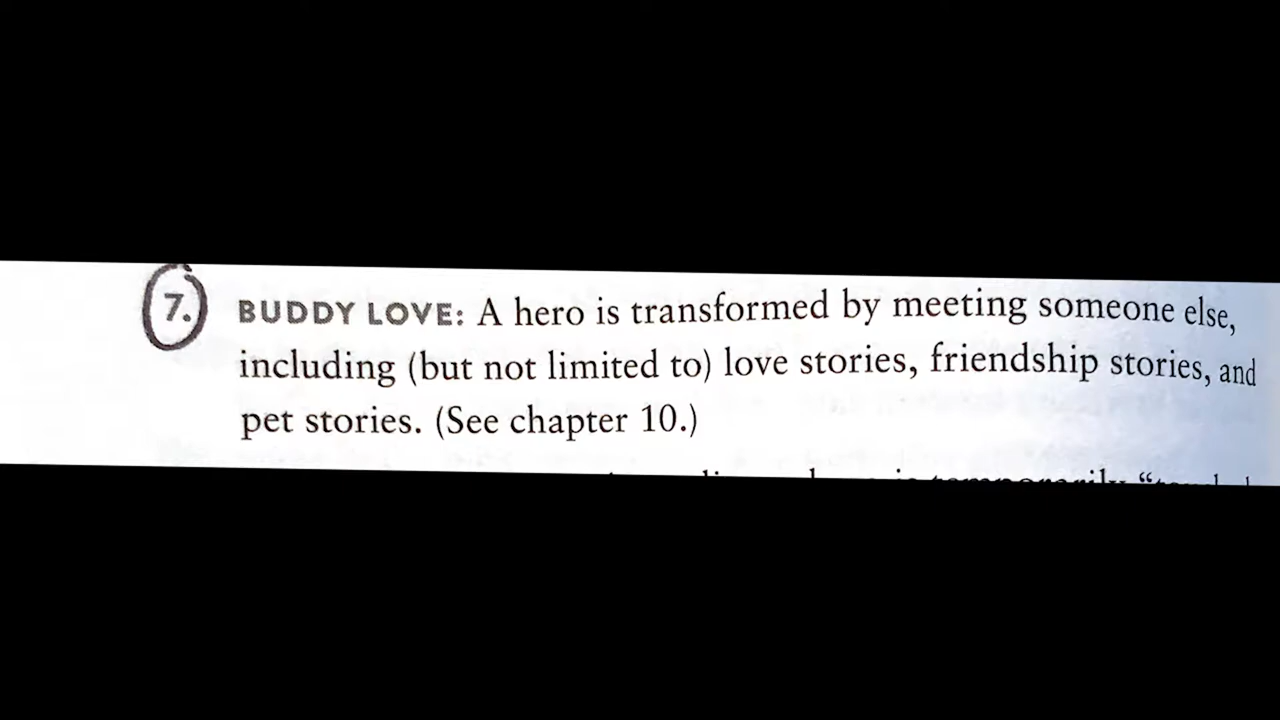 7. BUDDY LOVE: A hero is transformed by meeting someone else,
including (but not limited to) love stories, friendship stories, and
pet stories. (See chapter 10.)